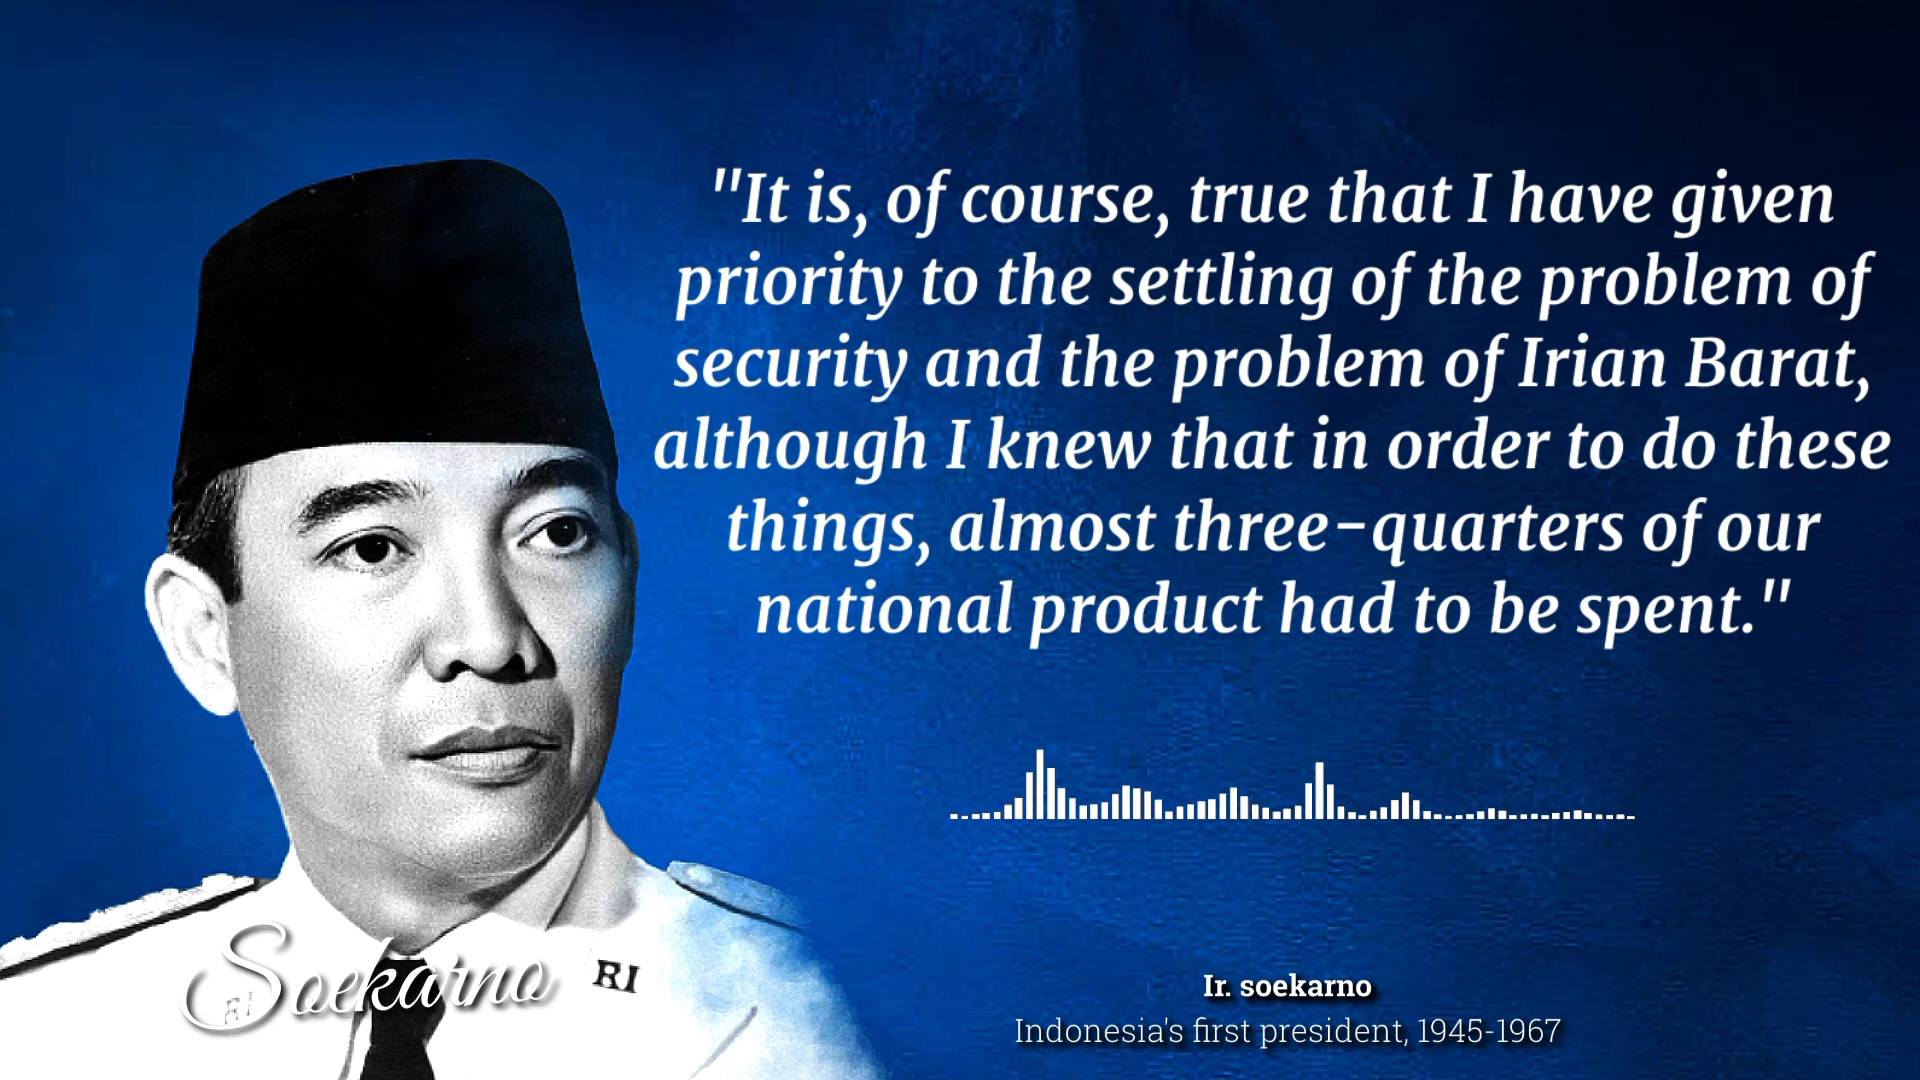 "It is, of course, true that I have given
priority to the settling of the problem of
security and the problem of Irian Barat,
although I knew that in order to do these
things, almost three-quarters of our
national product had to be spent."
Soekarno
RI
RI
Ir. soekarno
Indonesia's first president, 1945-1967